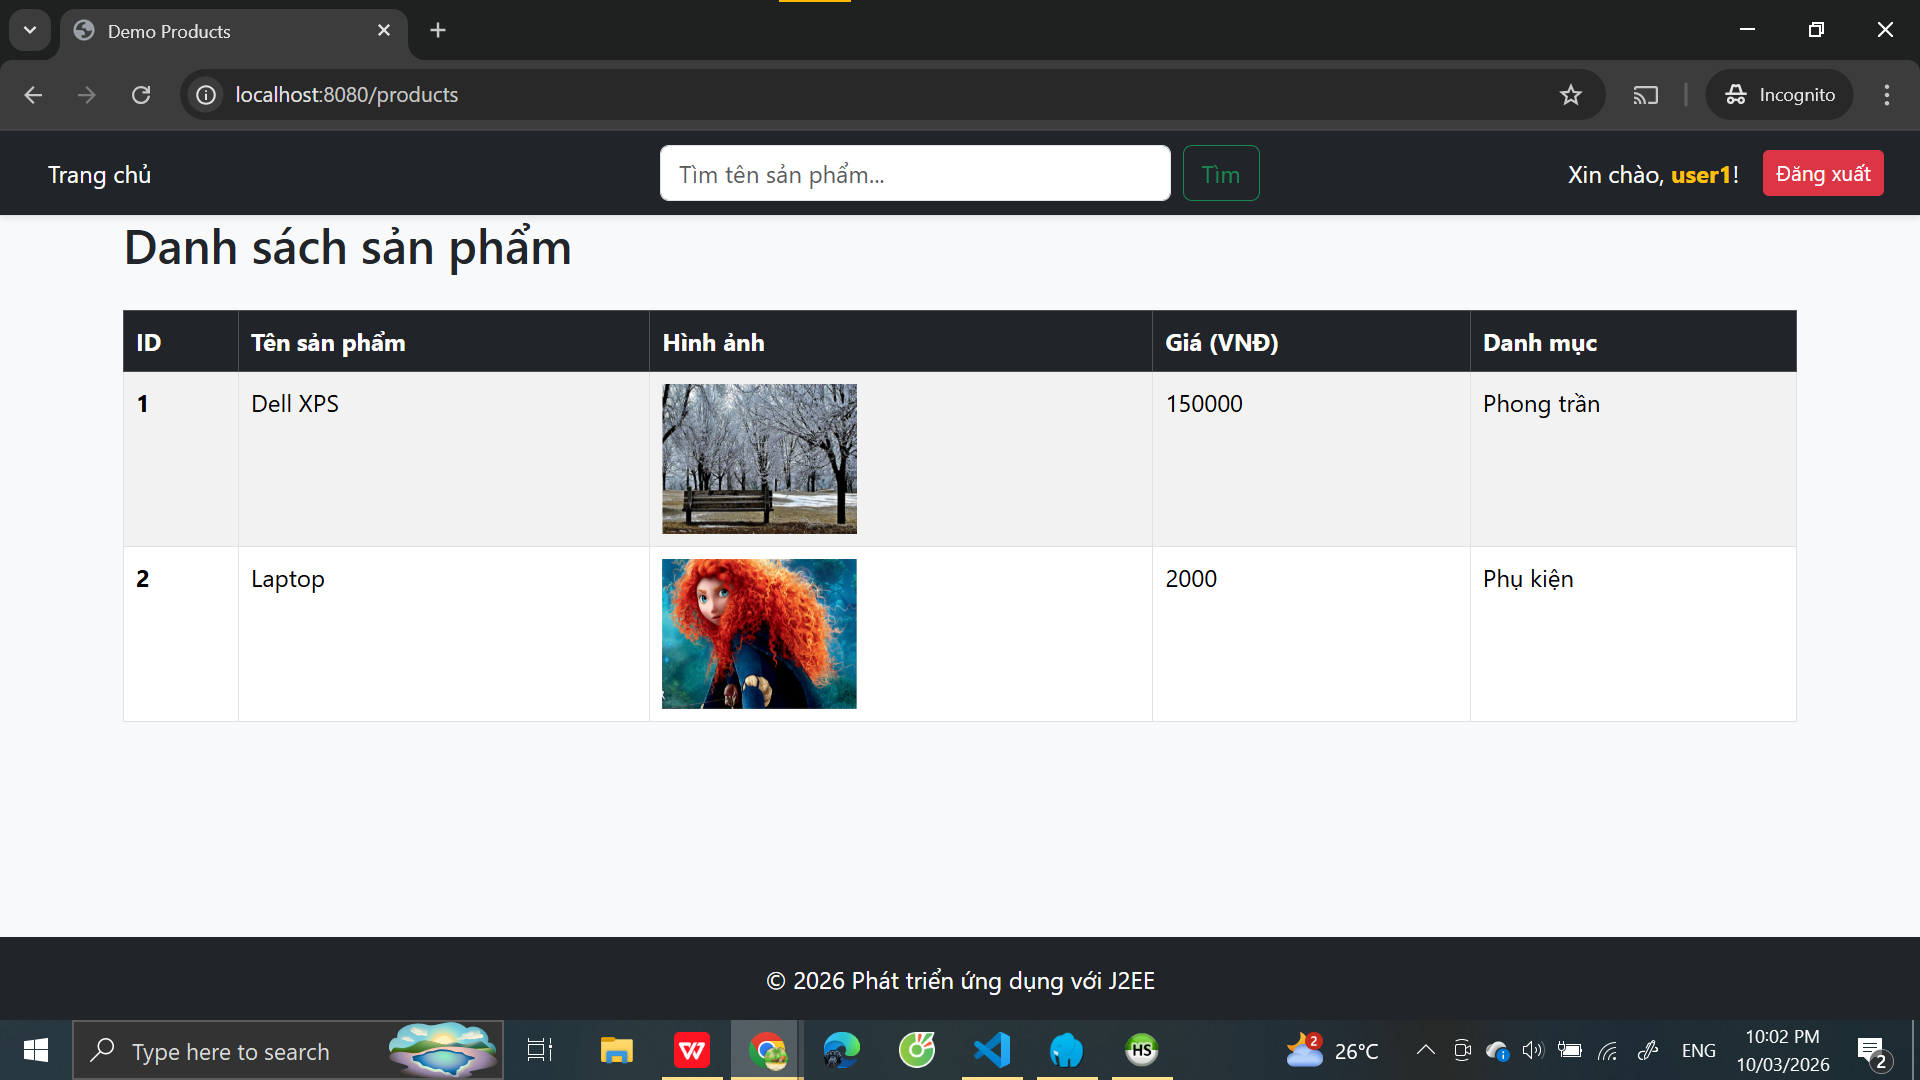 Demo Products
localhost:8080/products
Incognito
Trang chủ
Tìm tên sản phẩm...
Tìm
Xin chào, user1!
Đăng xuất
Danh sách sản phẩm
ID Tên sản phẩm Hình ảnh Giá (VNĐ) Danh mục
1 Dell XPS 150000 Phong trần
2 Laptop 2000 Phụ kiện
© 2026 Phát triển ứng dụng với J2EE
Type here to search
W
HS
2
26°C
ENG
10:02 PM
10/03/2026
2